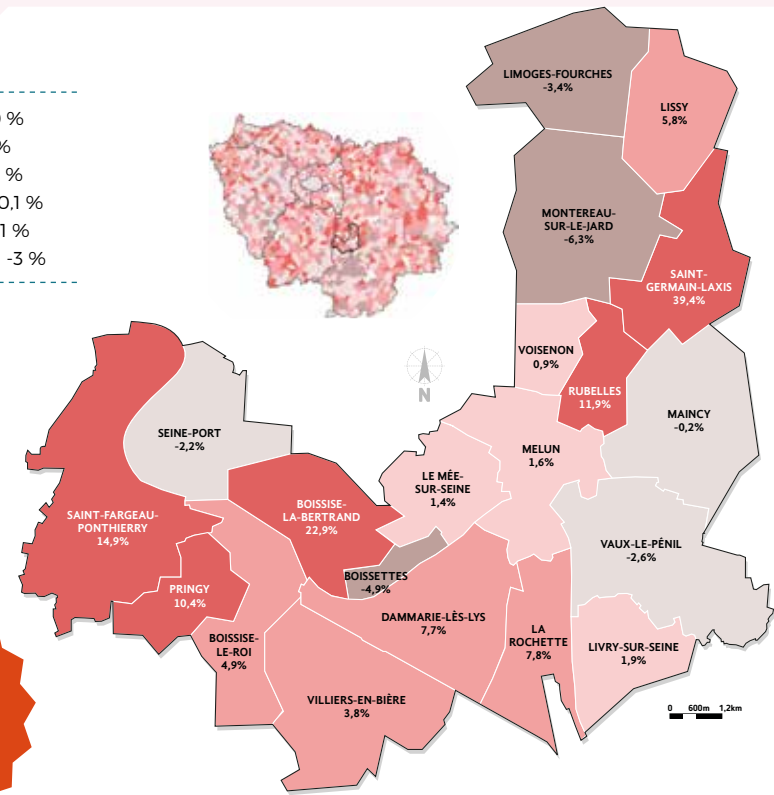 %
%
%
0,1 %
1 %
-3 %
LIMOGES-FOURCHES
-3,4%
LISSY
5,8%
MONTEREAU-
SUR-LE-JARD
-6,3%
SAINT-
GERMAIN-LAXIS
39,4%
VOISENON
0,9%
RUBELLES
11,9%
MAINCY
-0,2%
N
SEINE-PORT
-2,2%
MELUN
1,6%
LE MÉE-
SUR-SEINE
1,4%
BOISSISE-
LA-BERTRAND
22,9%
SAINT-FARGEAU-
PONTHIERRY
14,9%
VAUX-LE-PÉNIL
-2,6%
BOISSETTES
-4,9%
PRINGY
10,4%
DAMMARIE-LÈS-LYS
7,7%
LA
ROCHETTE
7,8%
BOISSISE-
LE-ROI
4,9%
LIVRY-SUR-SEINE
1,9%
VILLIERS-EN-BIÈRE
3,8%
0 600m 1,2km